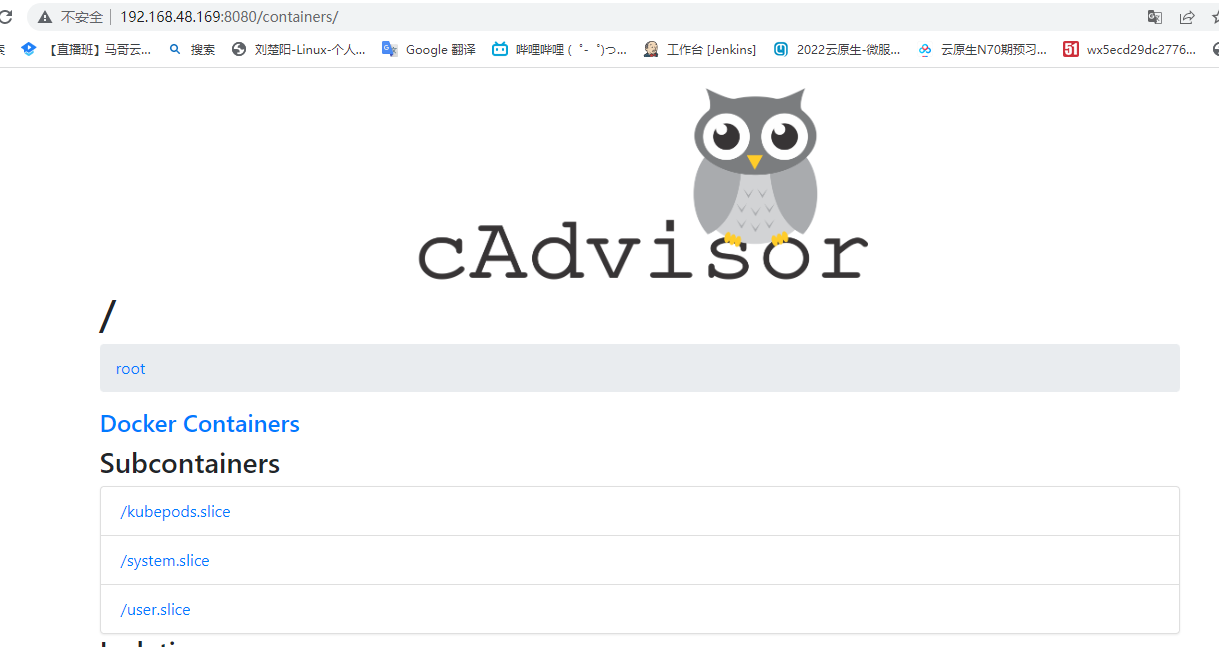 不安全 192.168.48.169:8080/containers/
【直播班】马哥云... 搜索 刘楚阳-Linux-个人... Google 翻译 哔哩哔哩 ( ゜- ゜)つ... 工作台 [Jenkins] 2022云原生-微服... 云原生N70期预习... 51 wx5ecd29dc2776...
cAdvisor
/
root
Docker Containers
Subcontainers
/kubepods.slice
/system.slice
/user.slice